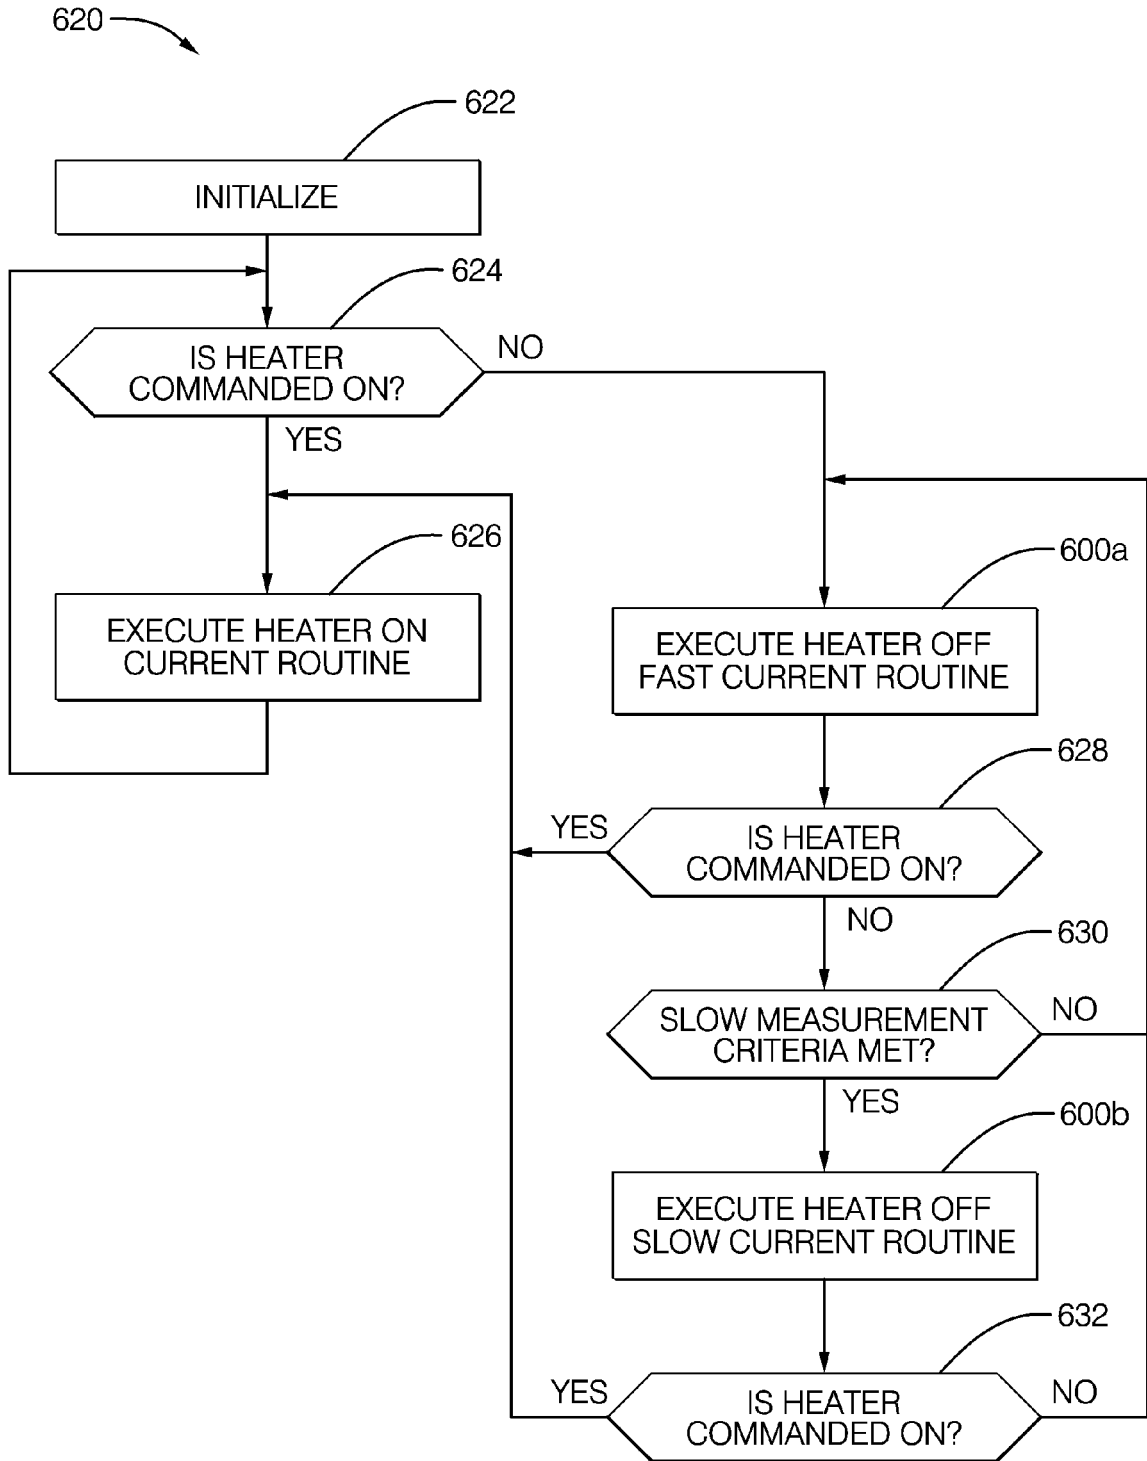 620
622
INITIALIZE
624
IS HEATER
COMMANDED ON?
NO
YES
626
EXECUTE HEATER ON
CURRENT ROUTINE
600a
EXECUTE HEATER OFF
FAST CURRENT ROUTINE
628
YES
IS HEATER
COMMANDED ON?
NO
630
SLOW MEASUREMENT
CRITERIA MET?
NO
YES
600b
EXECUTE HEATER OFF
SLOW CURRENT ROUTINE
632
YES
IS HEATER
COMMANDED ON?
NO